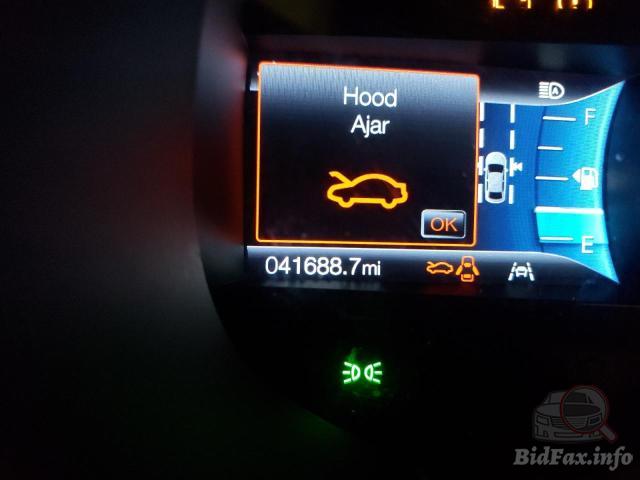 Hood
Ajar
OK
F
E
A
041688.7mi
BidFax.info